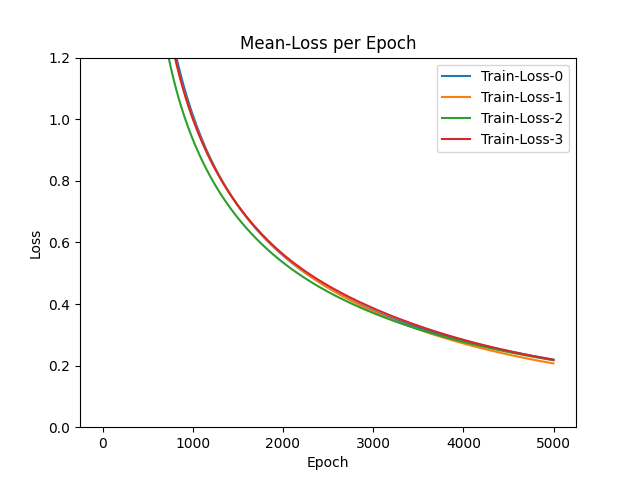 Mean-Loss per Epoch
Train-Loss-0
Train-Loss-1
Train-Loss-2
Train-Loss-3
Loss
1.2
1.0
0.8
0.6
0.4
0.2
0.0
0 1000 2000 3000 4000 5000
Epoch